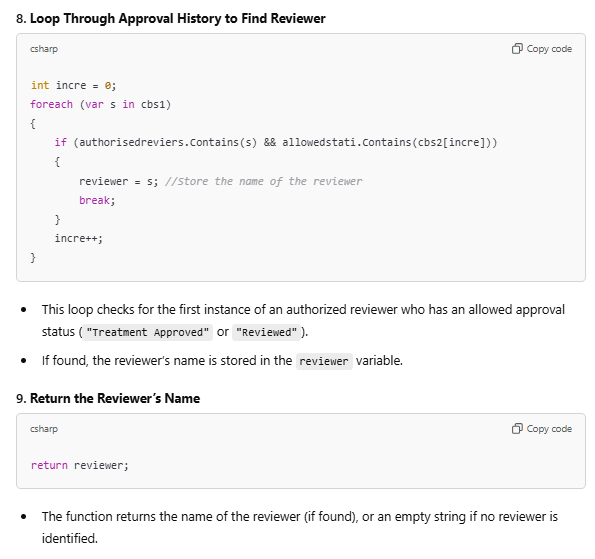 8. Loop Through Approval History to Find Reviewer
csharp
Copy code
int incre = 0;
foreach (var s in cbs1)
{
    if (authorisedreviers.Contains(s) && allowedstati.Contains(cbs2[incre]))
    {
        reviewer = s; //Store the name of the reviewer
        break;
    }
    incre++;
}
• This loop checks for the first instance of an authorized reviewer who has an allowed approval
status ( "Treatment Approved" or "Reviewed" ).
• If found, the reviewer's name is stored in the reviewer variable.
9. Return the Reviewer's Name
csharp
Copy code
return reviewer;
• The function returns the name of the reviewer (if found), or an empty string if no reviewer is
identified.